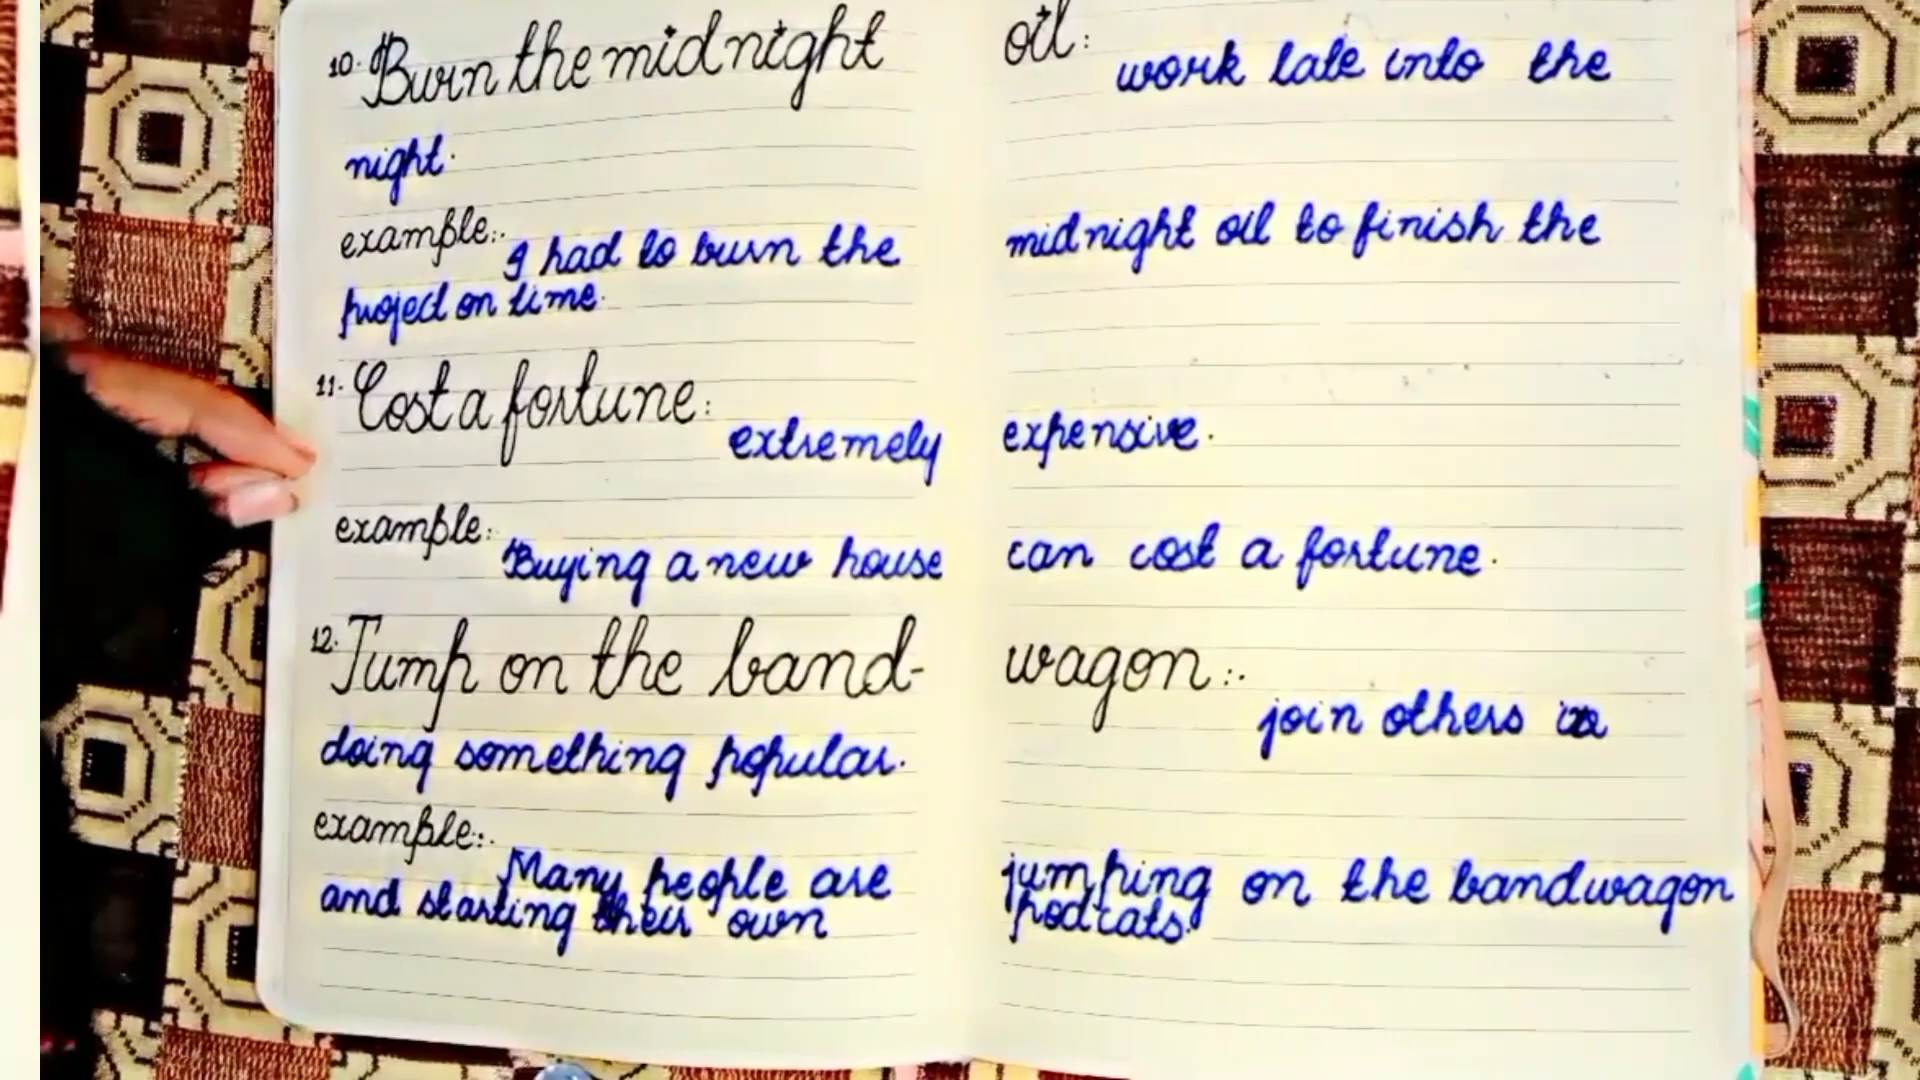 10. Burn the midnight oil: work late into the
night.
example:. I had to burn the midnight oil to finish the
project on time.
11. Cost a fortune: extremely expensive.
example:. Buying a new house can cost a fortune.
12. Jump on the band-wagon:. join others in
doing something popular.
example:. Many people are jumping on the bandwagon
and starting their own podcats.